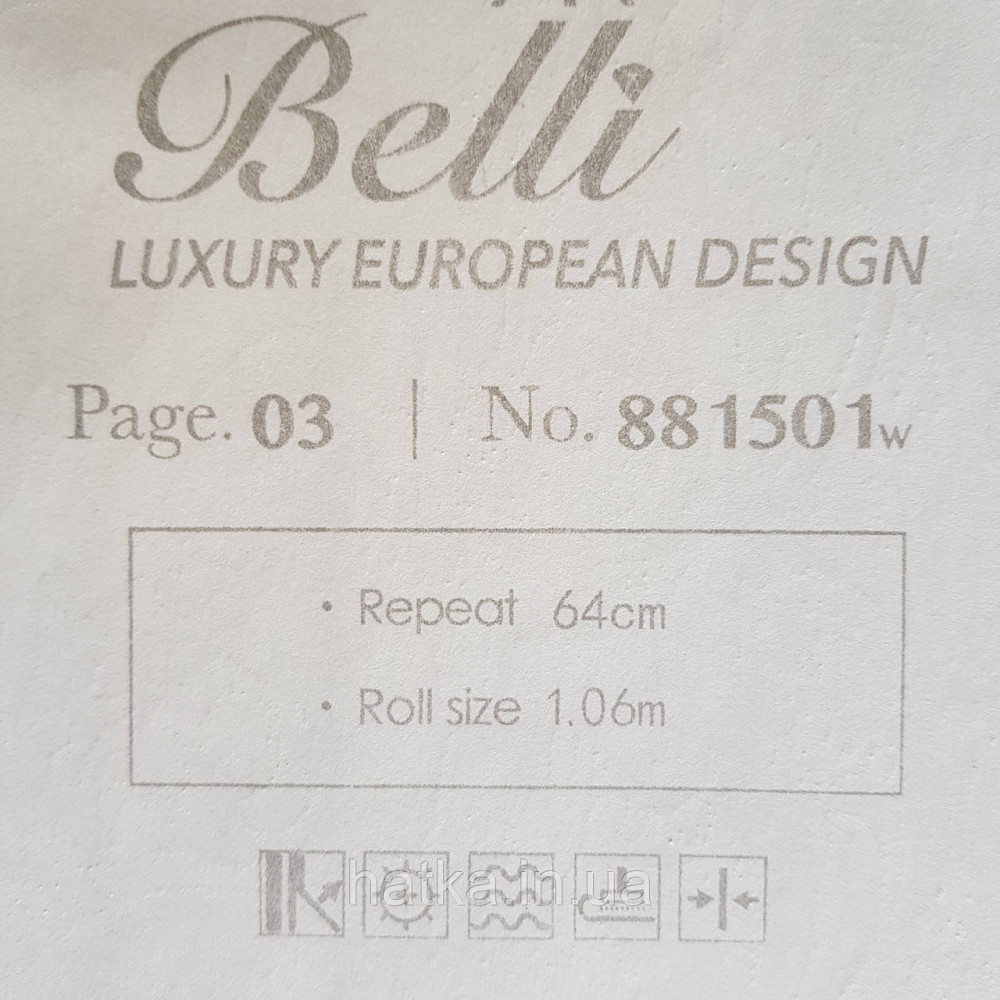 Belli
LUXURY EUROPEAN DESIGN
Page. 03 | No. 881501w
• Repeat 64cm
• Roll size 1.06m
hatka.in.ua